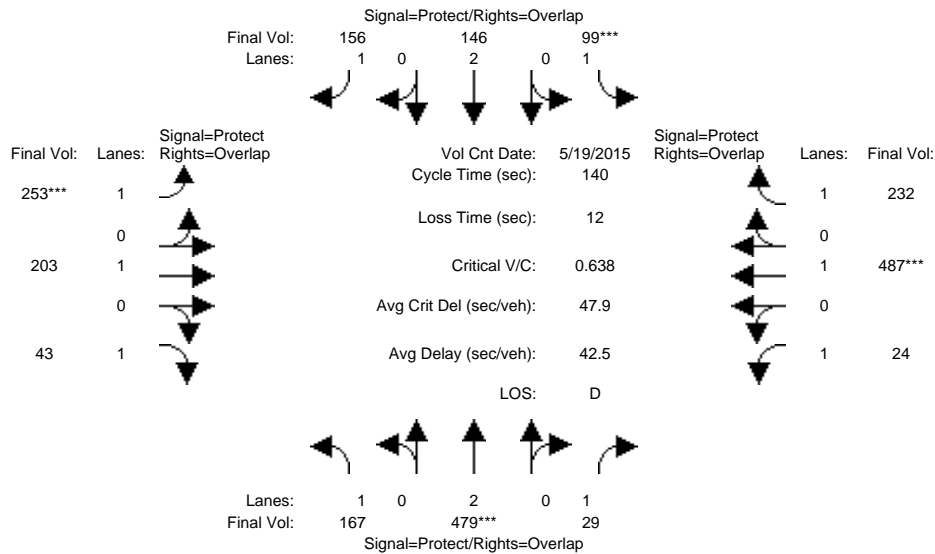 Signal=Protect/Rights=Overlap
Final Vol: 156 146 99***
Lanes: 1 0 2 0 1
Signal=Protect
Final Vol: Lanes: Rights=Overlap
Vol Cnt Date: 5/19/2015
Signal=Protect
Rights=Overlap Lanes: Final Vol:
Cycle Time (sec): 140
253*** 1
1 232
Loss Time (sec): 12
0
0
203 1
Critical V/C: 0.638
1 487***
0
Avg Crit Del (sec/veh): 47.9
0
43 1
Avg Delay (sec/veh): 42.5
1 24
LOS: D
Lanes: 1 0 2 0 1
Final Vol: 167 479*** 29
Signal=Protect/Rights=Overlap